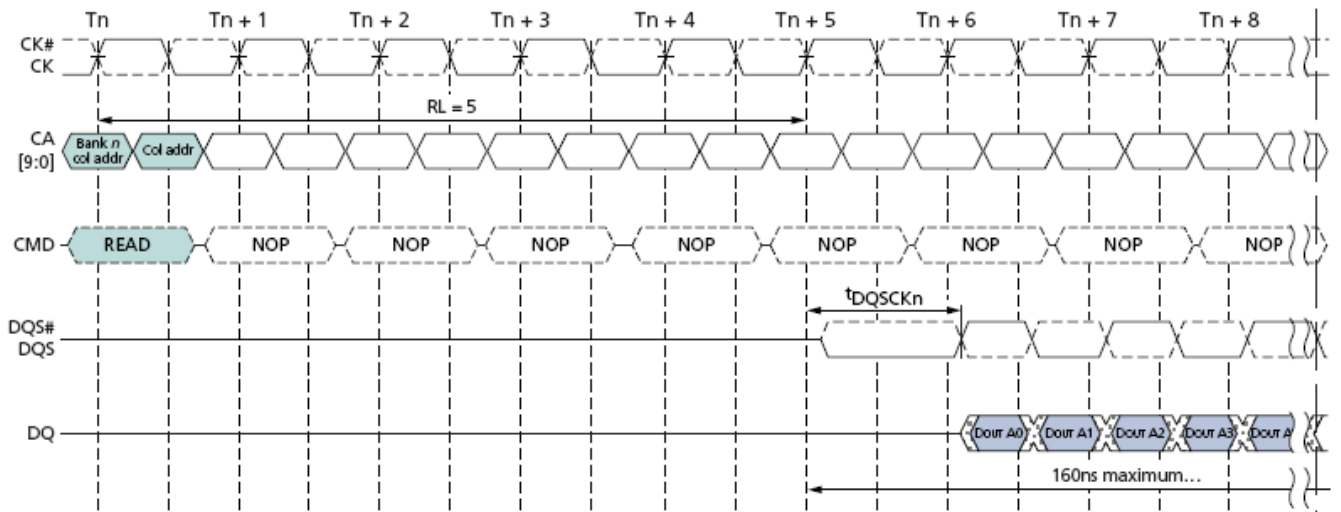 Tn Tn + 1 Tn + 2 Tn + 3 Tn + 4 Tn + 5 Tn + 6 Tn + 7 Tn + 8
CK#
CK
RL = 5
CA
[9:0]
Bank n
col addr
Col addr
CMD READ NOP NOP NOP NOP NOP NOP NOP NOP
tDQSCKn
DQS#
DQS
DQ DOUT A0 DOUT A1 DOUT A2 DOUT A3 DOUT A
160ns maximum...